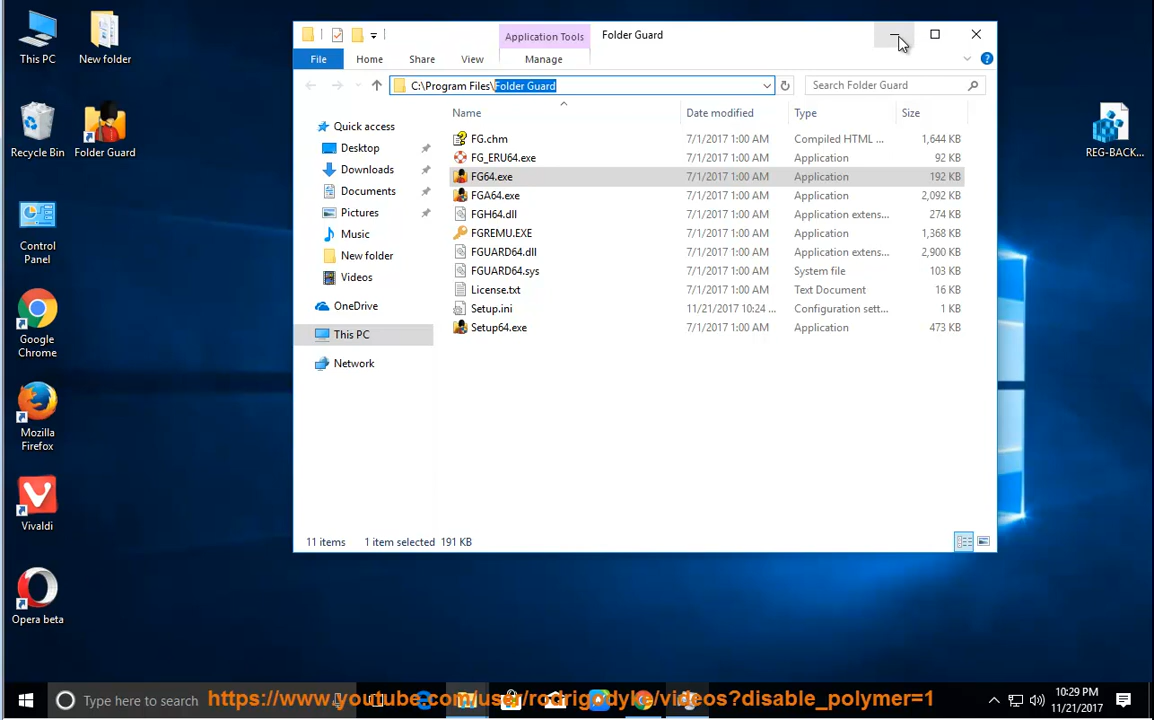 This PC
New folder
Recycle Bin
Folder Guard
Control
Panel
Google
Chrome
Mozilla
Firefox
Vivaldi
Opera beta
REG-BACK...
Application Tools
Folder Guard
File
Home
Share
View
Manage
C:\Program Files\Folder Guard
Search Folder Guard
Quick access
Desktop
Downloads
Documents
Pictures
Music
New folder
Videos
OneDrive
This PC
Network
Name Date modified Type Size
FG.chm 7/1/2017 1:00 AM Compiled HTML ... 1,644 KB
FG_ERU64.exe 7/1/2017 1:00 AM Application 92 KB
FG64.exe 7/1/2017 1:00 AM Application 192 KB
FGA64.exe 7/1/2017 1:00 AM Application 2,092 KB
FGH64.dll 7/1/2017 1:00 AM Application extens... 274 KB
FGREMU.EXE 7/1/2017 1:00 AM Application 1,368 KB
FGUARD64.dll 7/1/2017 1:00 AM Application extens... 2,900 KB
FGUARD64.sys 7/1/2017 1:00 AM System file 103 KB
License.txt 7/1/2017 1:00 AM Text Document 16 KB
Setup.ini 11/21/2017 10:24 ... Configuration sett... 1 KB
Setup64.exe 7/1/2017 1:00 AM Application 473 KB
11 items 1 item selected 191 KB
Type here to search
https://www.youtube.com/user/rodrigodyke/videos?disable_polymer=1
10:29 PM
11/21/2017